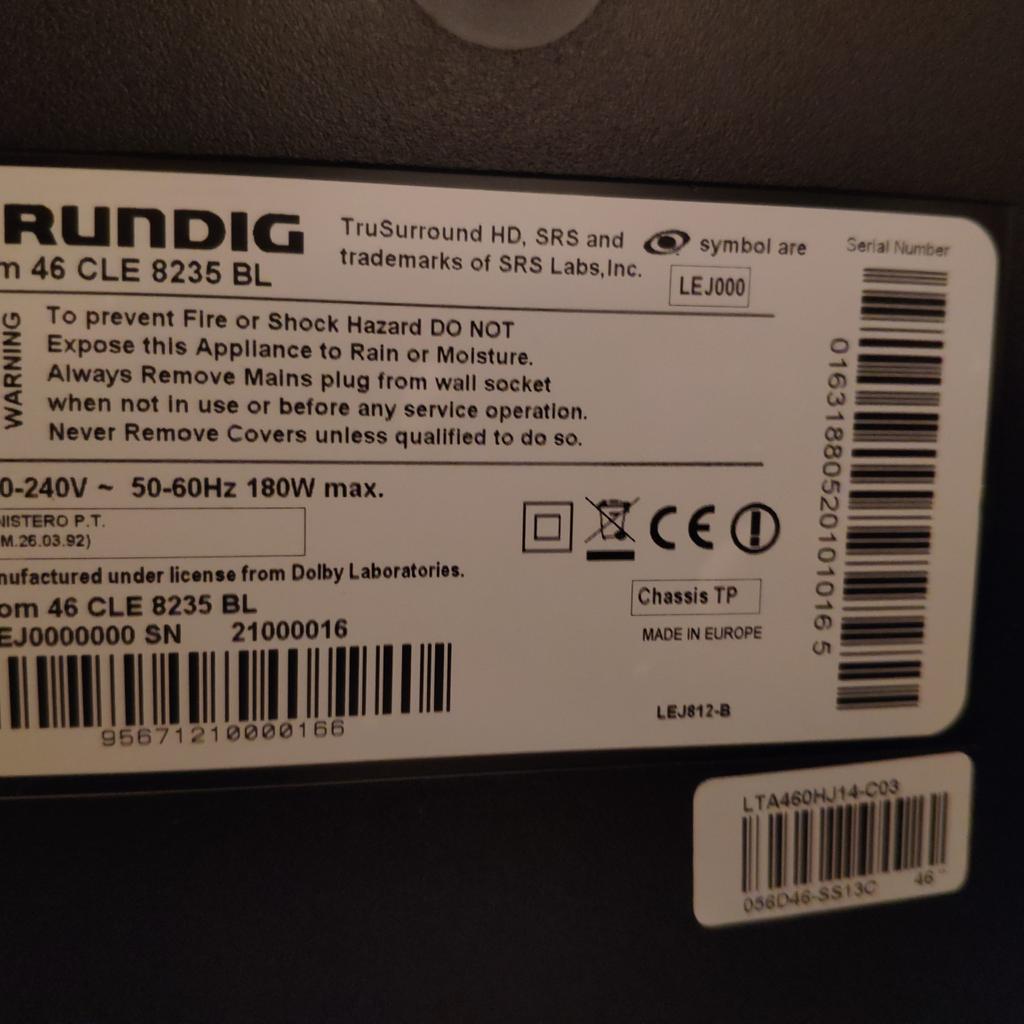 RUNDIG
m 46 CLE 8235 BL
TruSurround HD, SRS and symbol are
trademarks of SRS Labs,Inc.
LEJ000
Serial Number
WARNING
To prevent Fire or Shock Hazard DO NOT
Expose this Appliance to Rain or Moisture.
Always Remove Mains plug from wall socket
when not in use or before any service operation.
Never Remove Covers unless qualified to do so.
0-240V ~ 50-60Hz 180W max.
NISTERO P.T.
M.26.03.92)
nufactured under license from Dolby Laboratories.
om 46 CLE 8235 BL
EJ0000000 SN 21000016
95671210000166
CE
Chassis TP
MADE IN EUROPE
LEJ812-B
01631880520101016 5
LTA460HJ14-C03
056D46-SS13C 46"